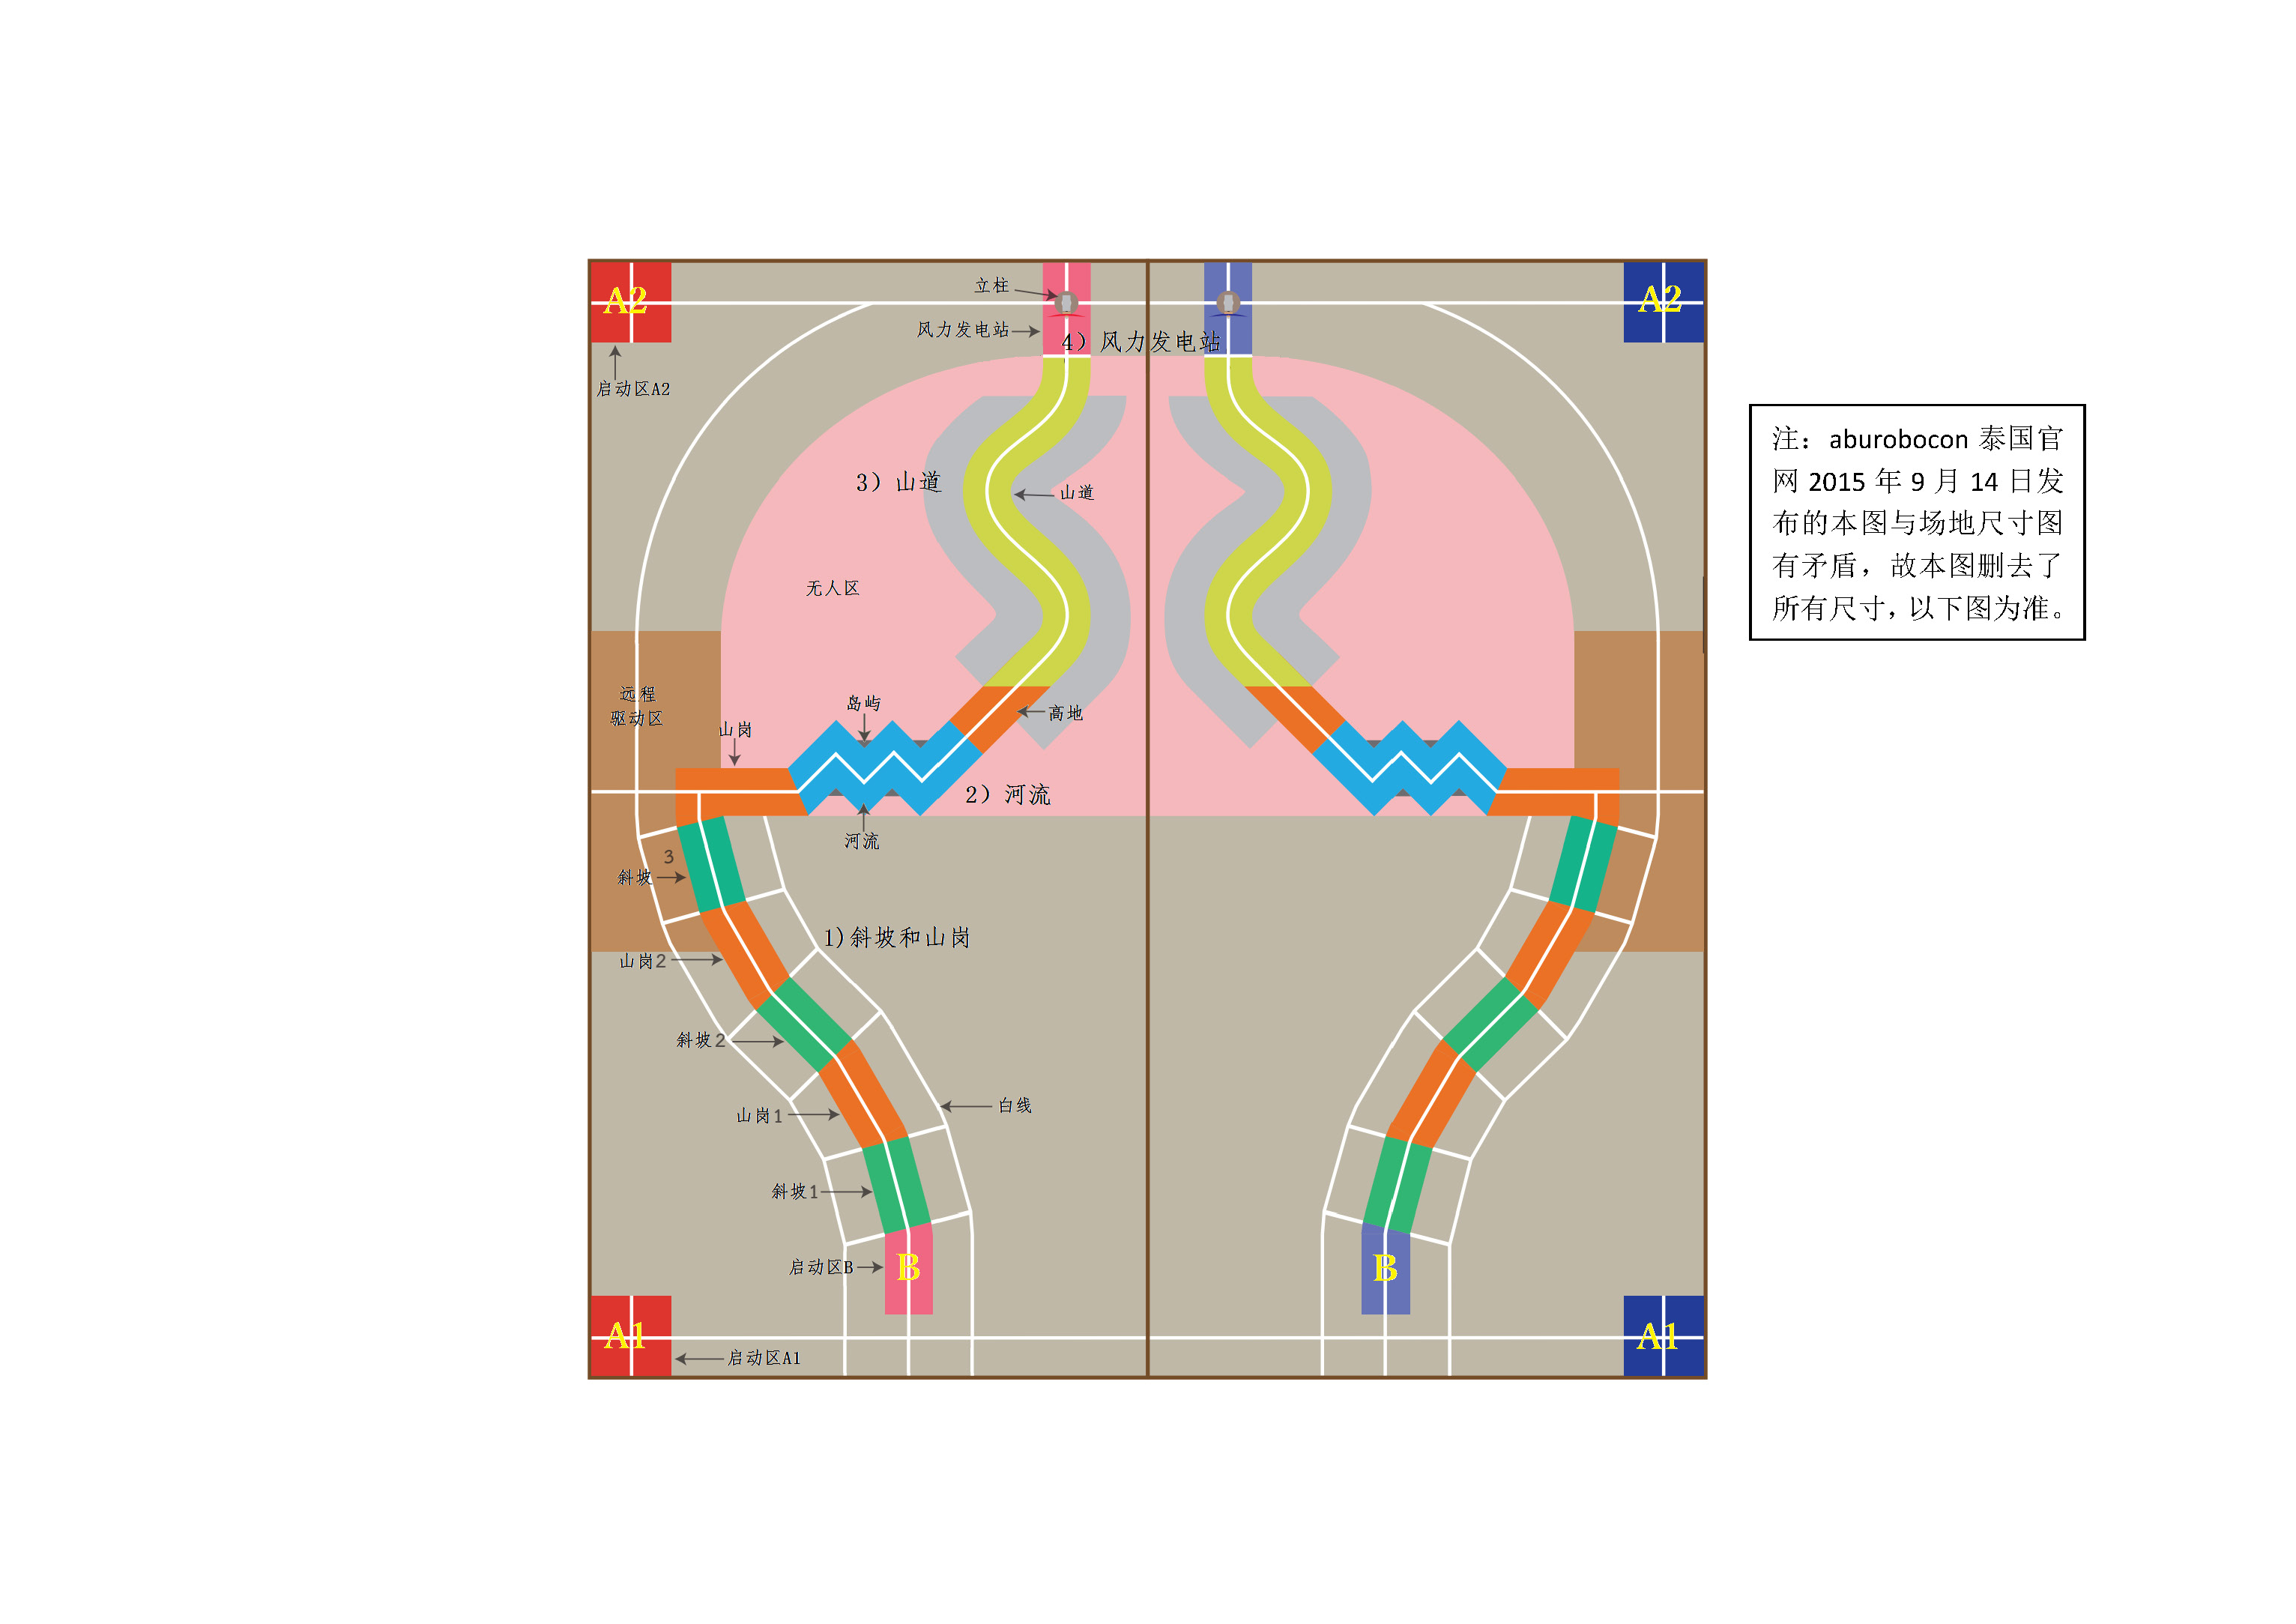 A2
立柱
A2
风力发电站
4）风力发电站
启动区A2
注：aburobocon 泰国官
网 2015 年 9 月 14 日发
布的本图与场地尺寸图
有矛盾，故本图删去了
所有尺寸，以下图为准。
3）山道
山道
无人区
远程
驱动区
岛屿
高地
山岗
2）河流
河流
3
斜坡
1)斜坡和山岗
山岗2
斜坡2
白线
山岗1
斜坡1
启动区B
B
B
A1
A1
启动区A1